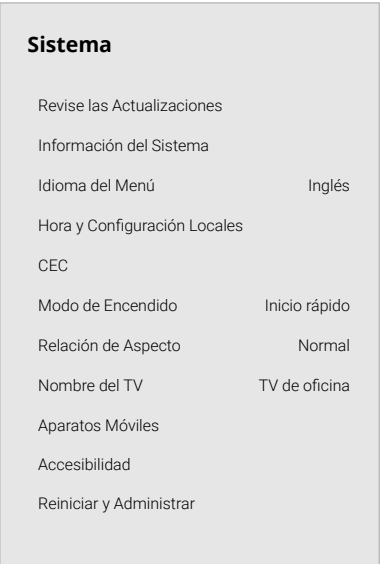 Sistema
Revise las Actualizaciones
Información del Sistema
Idioma del Menú Inglés
Hora y Configuración Locales
CEC
Modo de Encendido Inicio rápido
Relación de Aspecto Normal
Nombre del TV TV de oficina
Aparatos Móviles
Accesibilidad
Reiniciar y Administrar